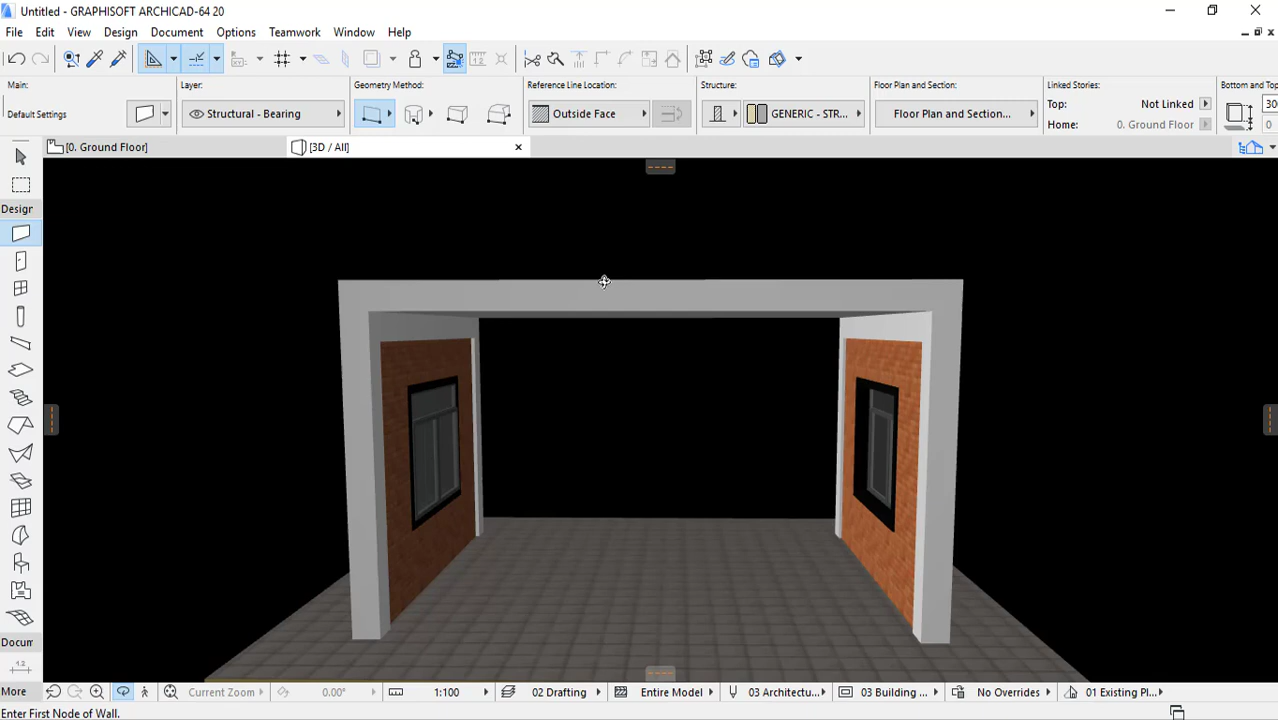 Untitled - GRAPHISOFT ARCHICAD-64 20
File Edit View Design Document Options Teamwork Window Help
Main: Layer: Geometry Method: Reference Line Location: Structure: Floor Plan and Section: Linked Stories: Bottom and Top
Default Settings Structural - Bearing Outside Face GENERIC - STR... Floor Plan and Section... Top: Not Linked 30
Home: 0. Ground Floor 0
[0. Ground Floor] [3D / All]
Design
Docum
1.2
More Current Zoom 0.00° 1:100 02 Drafting Entire Model 03 Architectu... 03 Building ... No Overrides 01 Existing Pl...
Enter First Node of Wall.